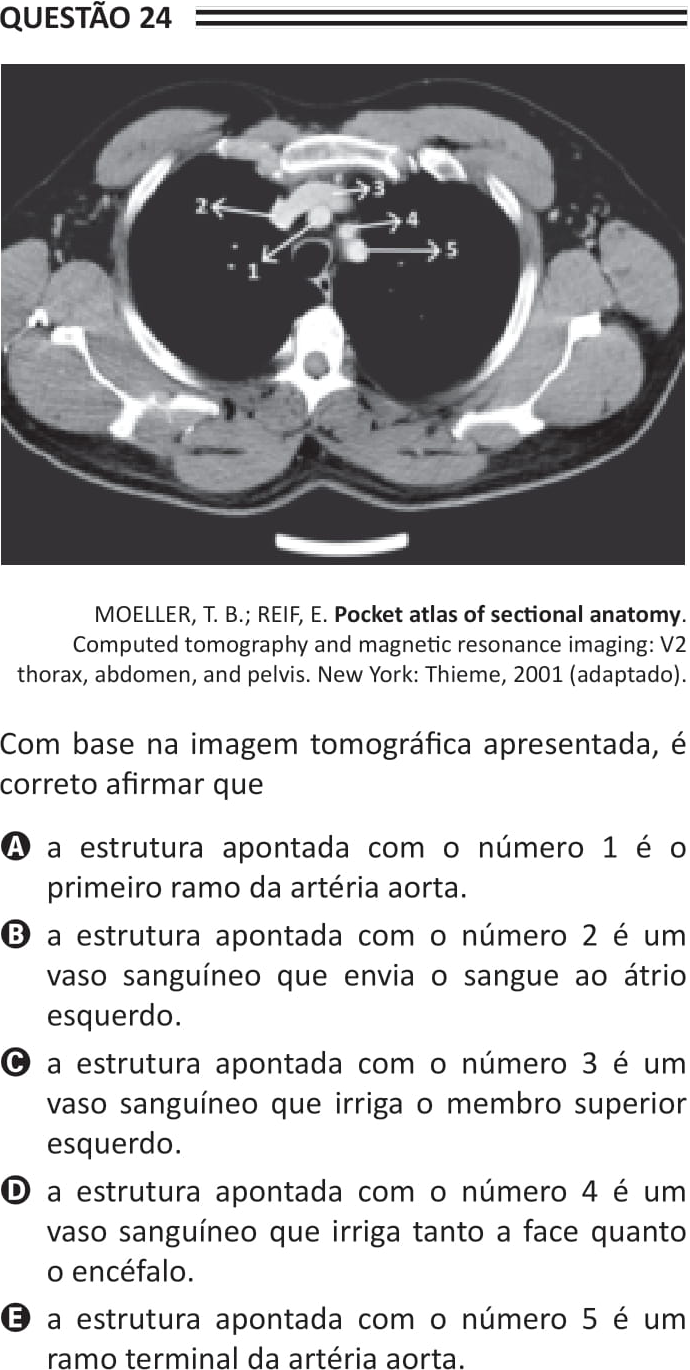 QUESTÃO 24
2
3
4
5
1
MOELLER, T. B.; REIF, E. Pocket atlas of sectional anatomy.
Computed tomography and magnetic resonance imaging: V2
thorax, abdomen, and pelvis. New York: Thieme, 2001 (adaptado).
Com base na imagem tomográfica apresentada, é
correto afirmar que
A a estrutura apontada com o número 1 é o
primeiro ramo da artéria aorta.
B a estrutura apontada com o número 2 é um
vaso sanguíneo que envia o sangue ao átrio
esquerdo.
C a estrutura apontada com o número 3 é um
vaso sanguíneo que irriga o membro superior
esquerdo.
D a estrutura apontada com o número 4 é um
vaso sanguíneo que irriga tanto a face quanto
o encéfalo.
E a estrutura apontada com o número 5 é um
ramo terminal da artéria aorta.